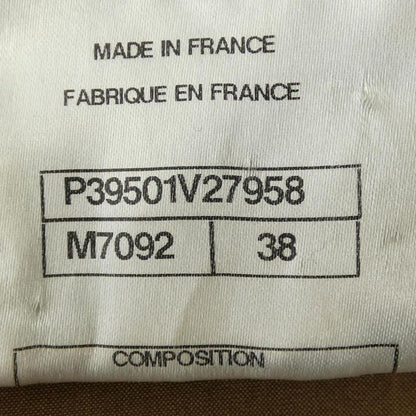 MADE IN FRANCE
FABRIQUE EN FRANCE
P39501V27958
M7092 38
COMPOSITION